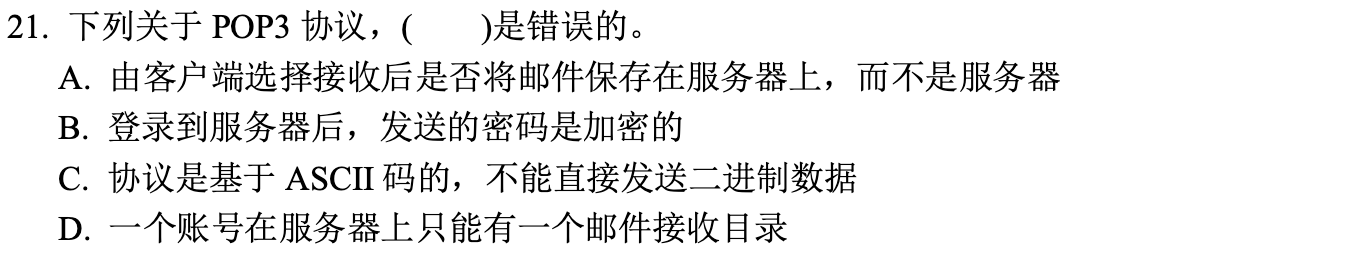 21. 下列关于 POP3 协议，(　　)是错误的。
A. 由客户端选择接收后是否将邮件保存在服务器上，而不是服务器
B. 登录到服务器后，发送的密码是加密的
C. 协议是基于 ASCII 码的，不能直接发送二进制数据
D. 一个账号在服务器上只能有一个邮件接收目录